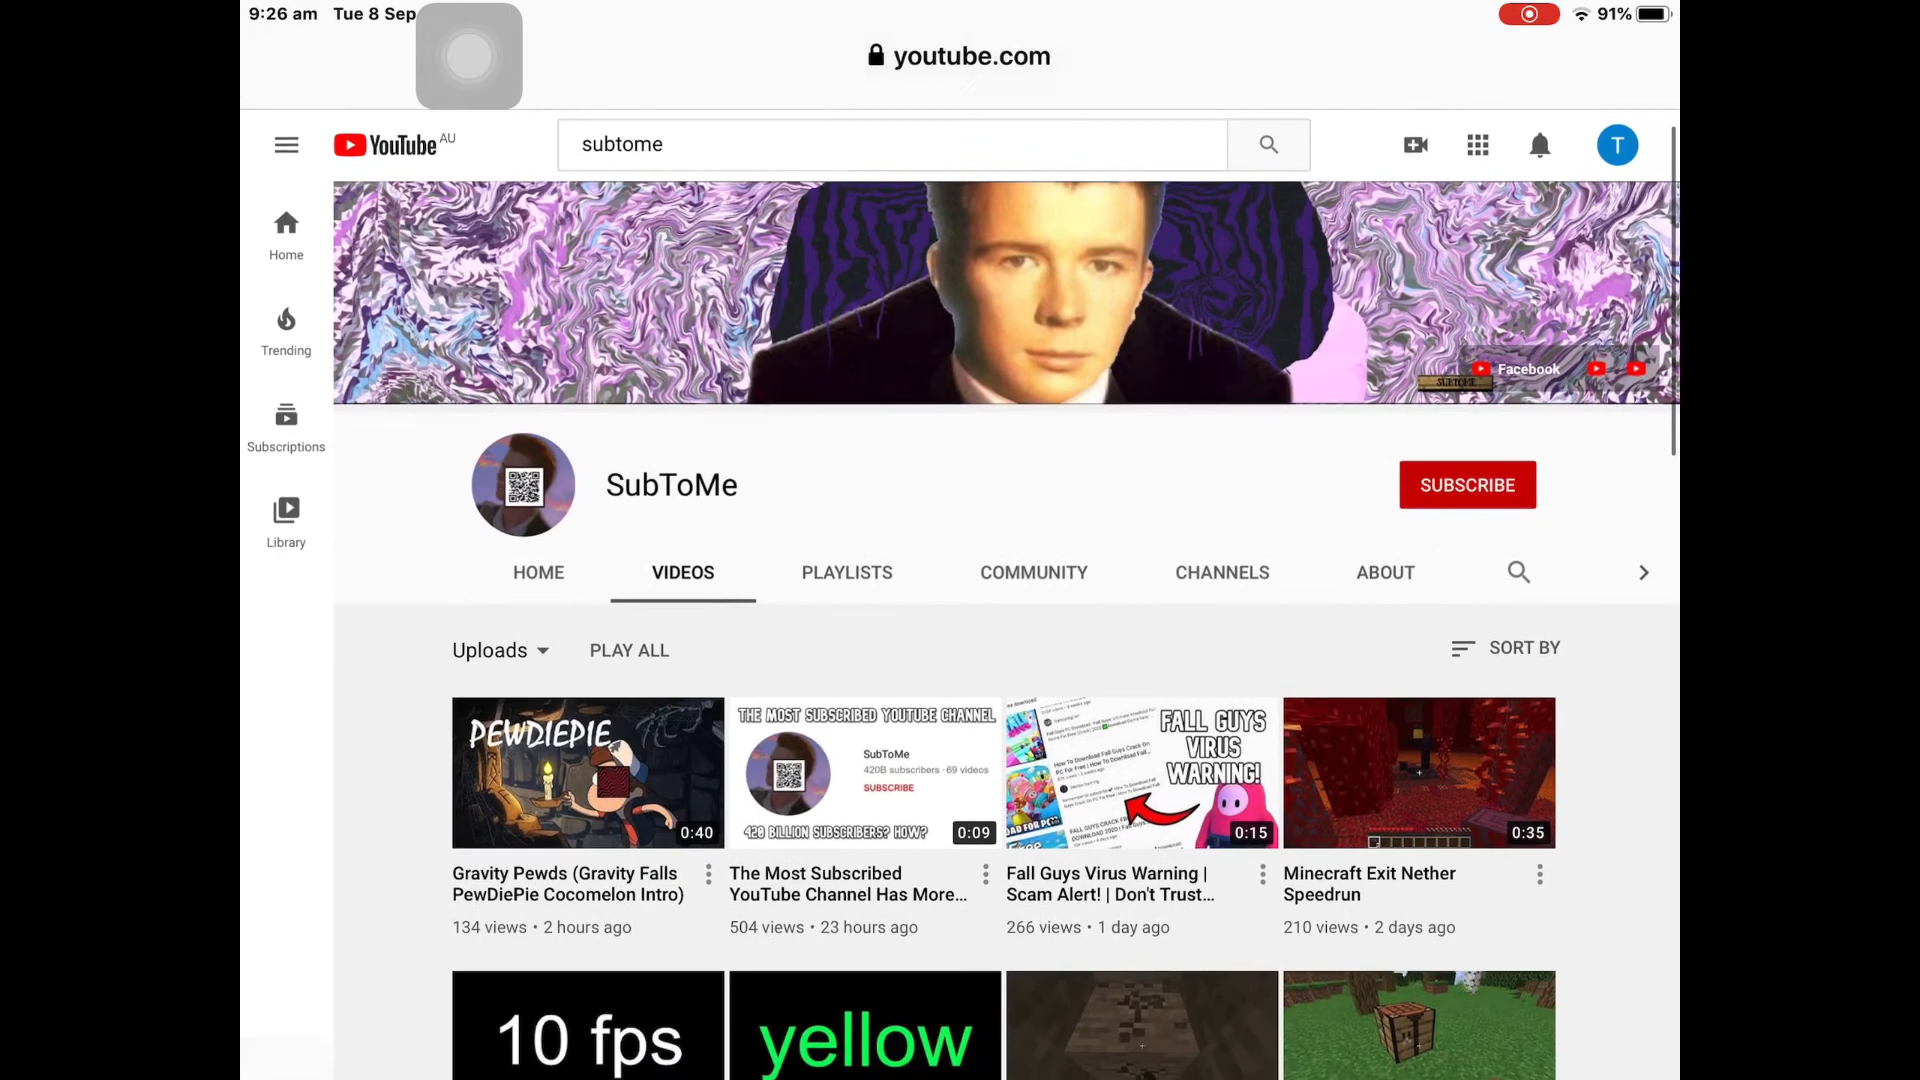 9:26 am Tue 8 Sep
91%
youtube.com
YouTube AU
subtome
T
Home
Trending
Subscriptions
Library
Facebook
SUBTOME
SubToMe
SUBSCRIBE
HOME
VIDEOS
PLAYLISTS
COMMUNITY
CHANNELS
ABOUT
Uploads
PLAY ALL
SORT BY
PEWDIEPIE
0:40
THE MOST SUBSCRIBED YOUTUBE CHANNEL
SubToMe
420B subscribers · 69 videos
SUBSCRIBE
420 BILLION SUBSCRIBERS? HOW?
0:09
FALL GUYS
VIRUS
WARNING!
0:15
0:35
Gravity Pewds (Gravity Falls
PewDiePie Cocomelon Intro)
134 views • 2 hours ago
The Most Subscribed
YouTube Channel Has More...
504 views • 23 hours ago
Fall Guys Virus Warning |
Scam Alert! | Don't Trust...
266 views • 1 day ago
Minecraft Exit Nether
Speedrun
210 views • 2 days ago
10 fps
yellow